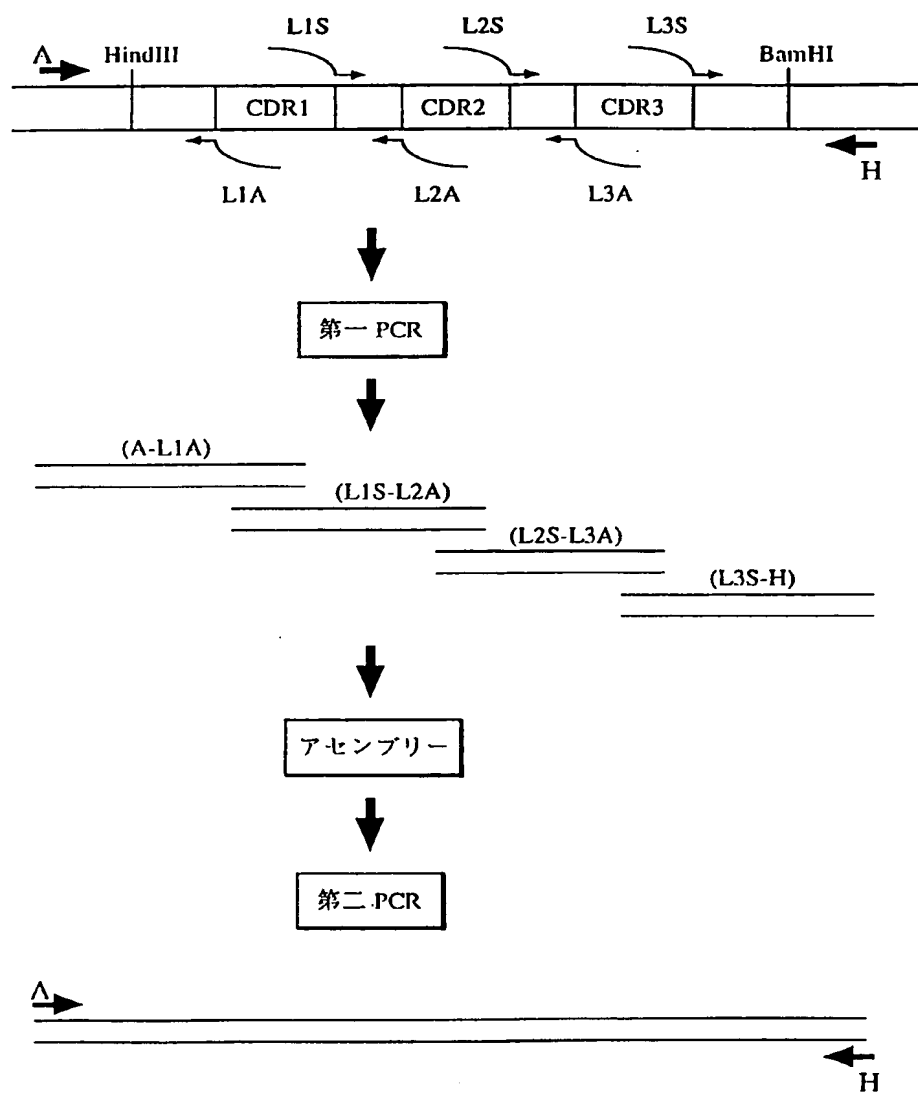 L1S L2S L3S
A HindIII BamHI
CDR1 CDR2 CDR3
L1A L2A L3A H
第一 PCR
(A-L1A)
(L1S-L2A)
(L2S-L3A)
(L3S-H)
アセンブリー
第二 PCR
A
H